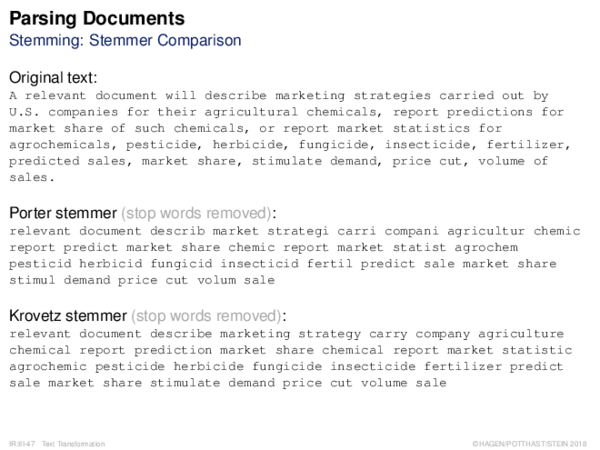 Parsing Documents
Stemming: Stemmer Comparison
Original text:
A relevant document will describe marketing strategies carried out by
U.S. companies for their agricultural chemicals, report predictions for
market share of such chemicals, or report market statistics for
agrochemicals, pesticide, herbicide, fungicide, insecticide, fertilizer,
predicted sales, market share, stimulate demand, price cut, volume of
sales.
Porter stemmer (stop words removed):
relevant document describ market strategi carri compani agricultur chemic
report predict market share chemic report market statist agrochem
pesticid herbicid fungicid insecticid fertil predict sale market share
stimul demand price cut volum sale
Krovetz stemmer (stop words removed):
relevant document describe marketing strategy carry company agriculture
chemical report prediction market share chemical report market statistic
agrochemic pesticide herbicide fungicide insecticide fertilizer predict
sale market share stimulate demand price cut volume sale
IR:III-47 Text Transformation
©HAGEN/POTTHAST/STEIN 2018